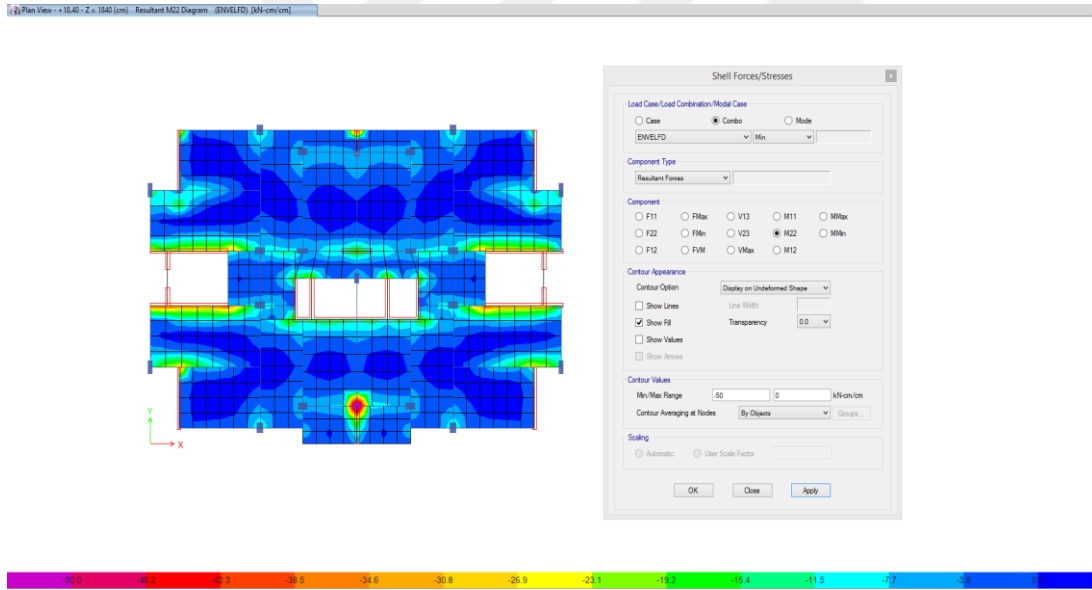 Plan View - +18.40 - Z = 1840 (cm) Resultant M22 Diagram (ENVELFD) [kN-cm/cm]
Shell Forces/Stresses
x
Load Case/Load Combination/Modal Case
Case Combo Mode
ENVELFD Min
Component Type
Resultant Forces
Component
F11 FMax V13 M11 MMax
F22 FMin V23 M22 MMin
F12 FVM VMax M12
Contour Appearance
Contour Option Display on Undeformed Shape
Show Lines Line Width
Show Fill Transparency 0.0
Show Values
Show Arrows
Contour Values
Min/Max Range -50 0 kN-cm/cm
Contour Averaging at Nodes By Objects Groups...
Scaling
Automatic User Scale Factor
OK Close Apply
Y
X
-50.0 -46.2 -42.3 -38.5 -34.6 -30.8 -26.9 -23.1 -19.2 -15.4 -11.5 -7.7 -3.8